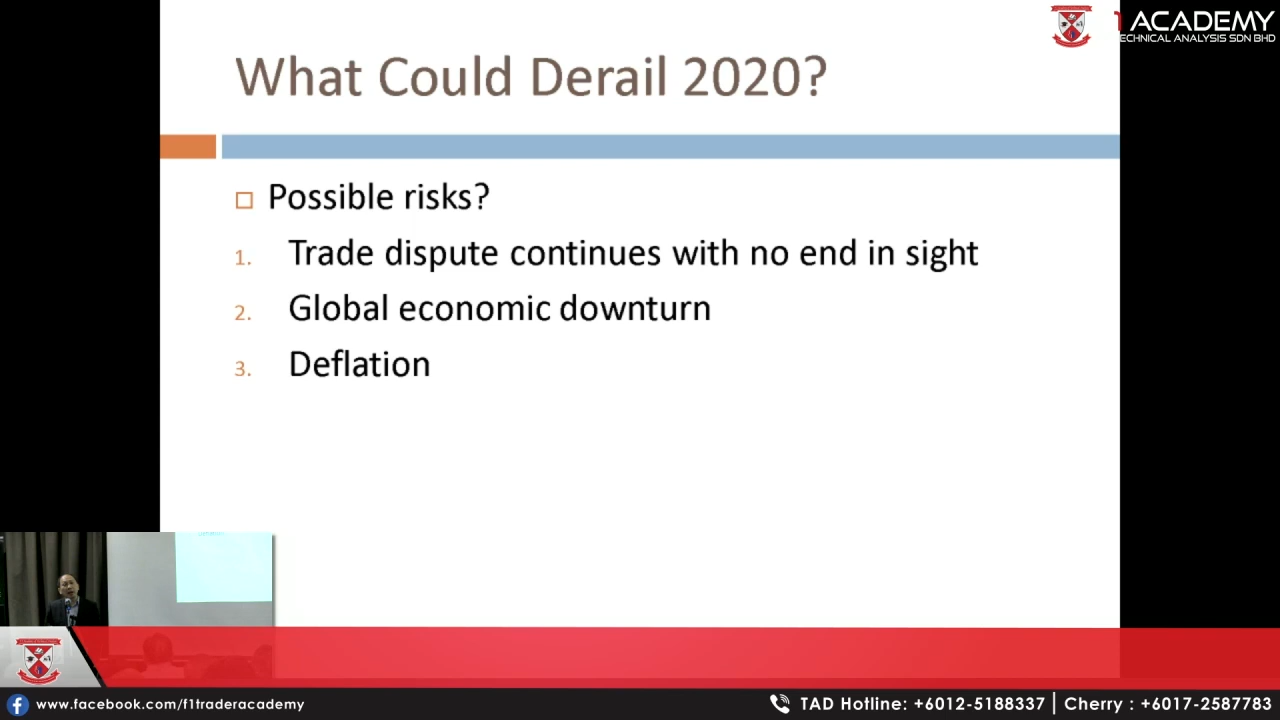 1 ACADEMY
ECHNICAL ANALYSIS SDN BHD
What Could Derail 2020?
Possible risks?
1. Trade dispute continues with no end in sight
2. Global economic downturn
3. Deflation
www.facebook.com/f1traderacademy
TAD Hotline: +6012-5188337 | Cherry : +6017-2587783